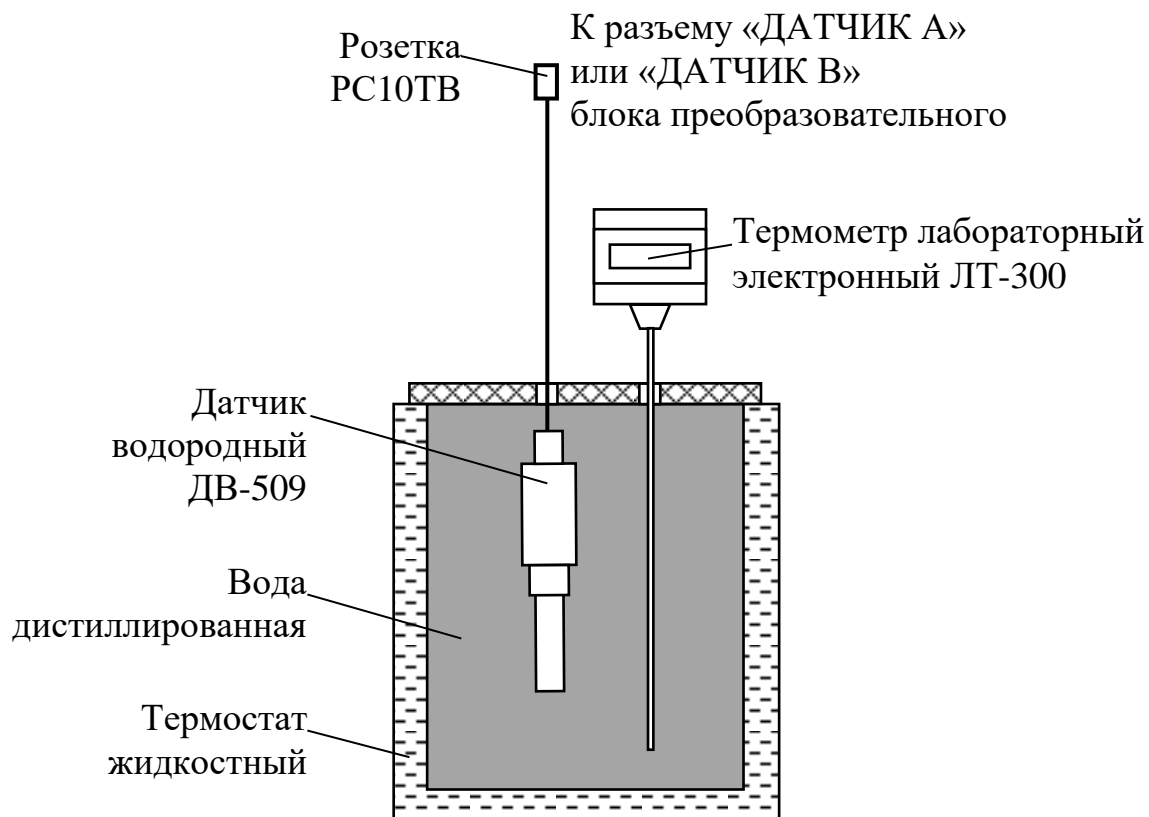 Розетка
РС10ТВ
К разъему «ДАТЧИК А»
или «ДАТЧИК В»
блока преобразовательного
Термометр лабораторный
электронный ЛТ-300
Датчик
водородный
ДВ-509
Вода
дистиллированная
Термостат
жидкостный